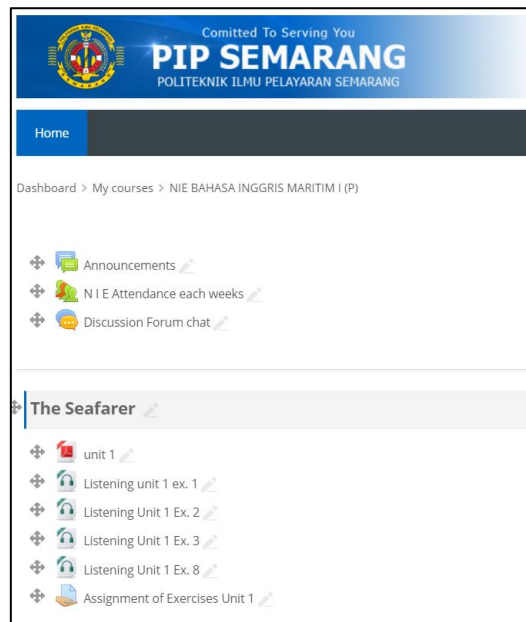 Comitted To Serving You
PIP SEMARANG
POLITEKNIK ILMU PELAYARAN SEMARANG
Home
Dashboard > My courses > NIE BAHASA INGGRIS MARITIM I (P)
Announcements
N I E Attendance each weeks
Discussion Forum chat
The Seafarer
unit 1
Listening unit 1 ex. 1
Listening Unit 1 Ex. 2
Listening Unit 1 Ex. 3
Listening Unit 1 Ex. 8
Assignment of Exercises Unit 1